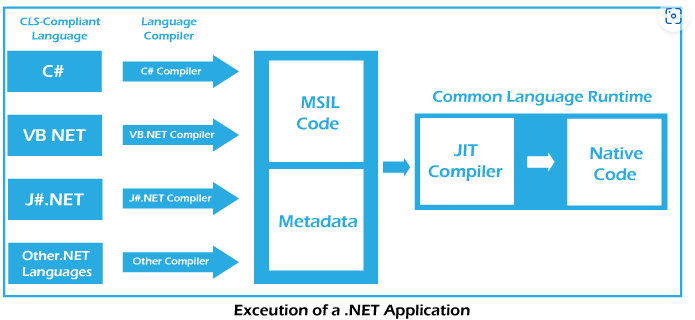 CLS-Compliant
Language
Language
Compiler
C#
C# Compiler
VB NET
VB.NET Compiler
J#.NET
J#.NET Compiler
Other.NET
Languages
Other Compiler
MSIL
Code
Metadata
Common Language Runtime
JIT
Compiler
Native
Code
Exceution of a .NET Application